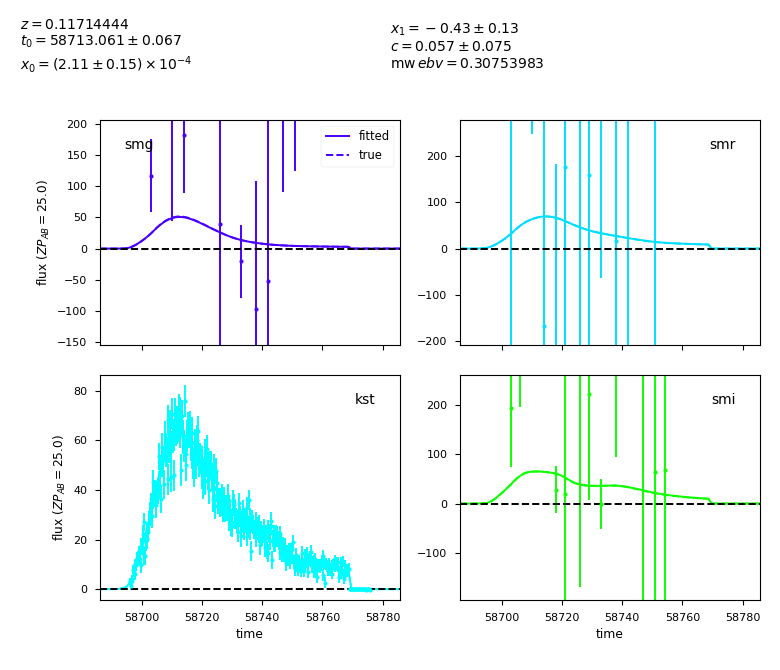 z = 0.11714444
t₀ = 58713.061 ± 0.067
x₀ = (2.11 ± 0.15) × 10⁻⁴
x₁ = −0.43 ± 0.13
c = 0.057 ± 0.075
mw ebv = 0.30753983
smg
fitted
true
200
150
100
50
0
−50
−100
−150
flux (ZP_AB = 25.0)
smr
200
100
0
−100
−200
kst
80
60
40
20
0
flux (ZP_AB = 25.0)
58700 58720 58740 58760 58780
time
smi
200
100
0
−100
58700 58720 58740 58760 58780
time